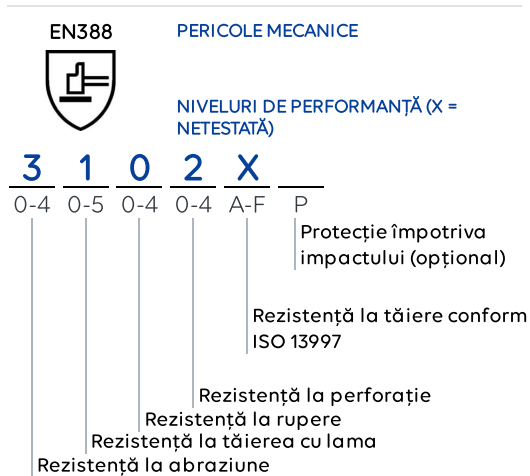 EN388
PERICOLE MECANICE
NIVELURI DE PERFORMANȚĂ (X =
NETESTATĂ)
3 1 0 2 X
0-4 0-5 0-4 0-4 A-F P
Protecție împotriva
impactului (opțional)
Rezistență la tăiere conform
ISO 13997
Rezistență la perforație
Rezistență la rupere
Rezistență la tăierea cu lama
Rezistență la abraziune